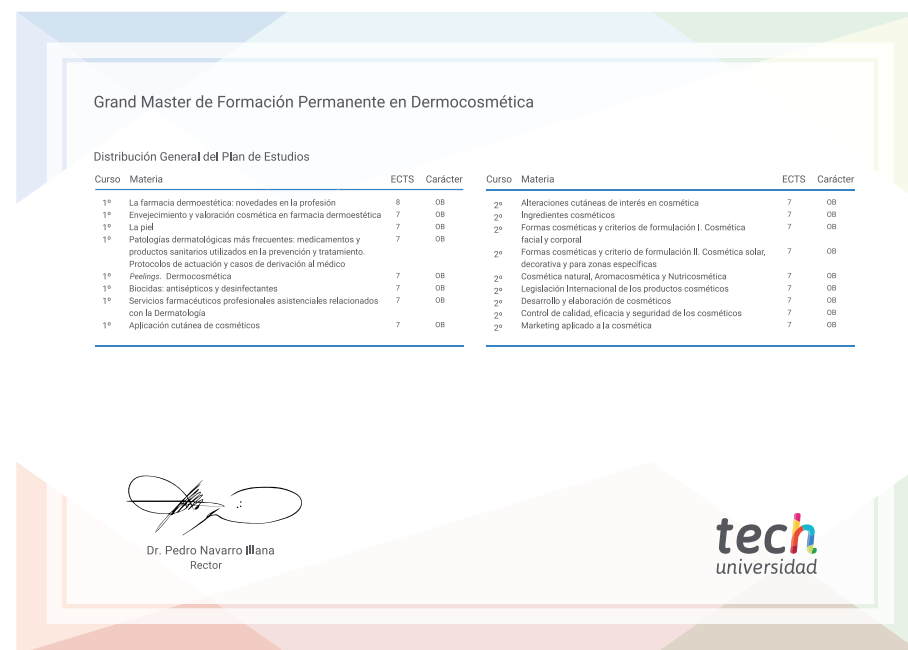 Grand Master de Formación Permanente en Dermocosmética
Distribución General del Plan de Estudios
Curso Materia ECTS Carácter
1º La farmacia dermoestética: novedades en la profesión 8 OB
1º Envejecimiento y valoración cosmética en farmacia dermoestética 7 OB
1º La piel 7 OB
1º Patologías dermatológicas más frecuentes: medicamentos y 7 OB
productos sanitarios utilizados en la prevención y tratamiento.
Protocolos de actuación y casos de derivación al médico
1º Peelings. Dermocosmética 7 OB
1º Biocidas: antisépticos y desinfectantes 7 OB
1º Servicios farmacéuticos profesionales asistenciales relacionados 7 OB
con la Dermatología
1º Aplicación cutánea de cosméticos 7 OB
Curso Materia ECTS Carácter
2º Alteraciones cutáneas de interés en cosmética 7 OB
2º Ingredientes cosméticos 7 OB
2º Formas cosméticas y criterios de formulación I. Cosmética 7 OB
facial y corporal
2º Formas cosméticas y criterio de formulación II. Cosmética solar, 7 OB
decorativa y para zonas específicas
2º Cosmética natural, Aromacosmética y Nutricosmética 7 OB
2º Legislación Internacional de los productos cosméticos 7 OB
2º Desarrollo y elaboración de cosméticos 7 OB
2º Control de calidad, eficacia y seguridad de los cosméticos 7 OB
2º Marketing aplicado a la cosmética 7 OB
Dr. Pedro Navarro Illana
Rector
tech
universidad